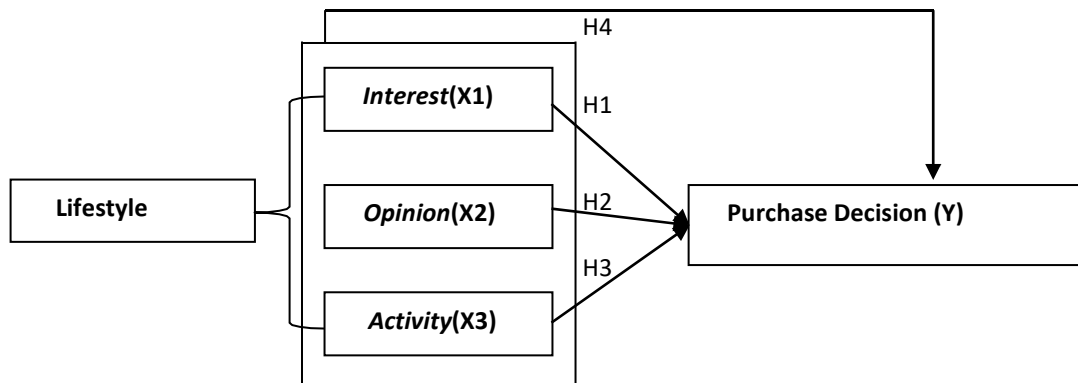 H4
Interest(X1)
H1
Lifestyle
Opinion(X2)
H2
Purchase Decision (Y)
H3
Activity(X3)